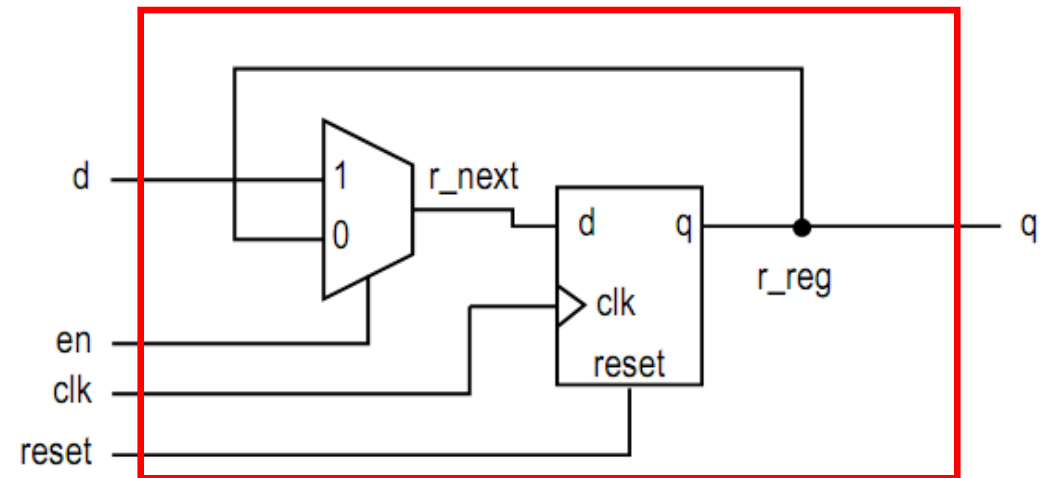 d
1
r_next
0
d
q
q
r_reg
clk
en
reset
clk
reset